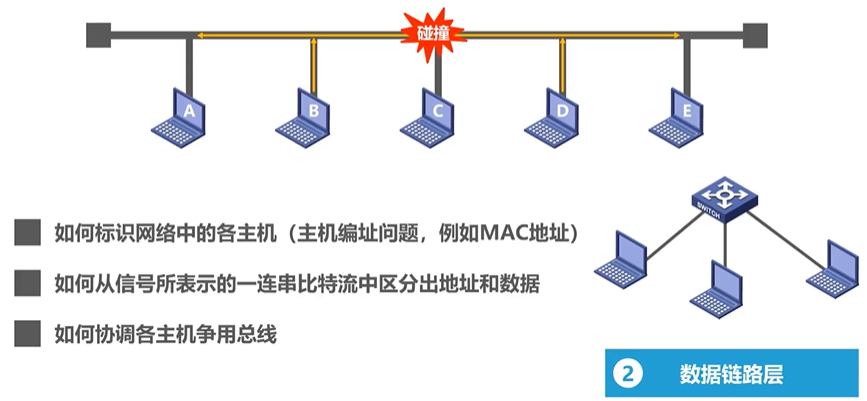 碰撞
A
B
C
D
E
如何标识网络中的各主机（主机编址问题，例如MAC地址）
SWITCH
如何从信号所表示的一连串比特流中区分出地址和数据
如何协调各主机争用总线
2 数据链路层